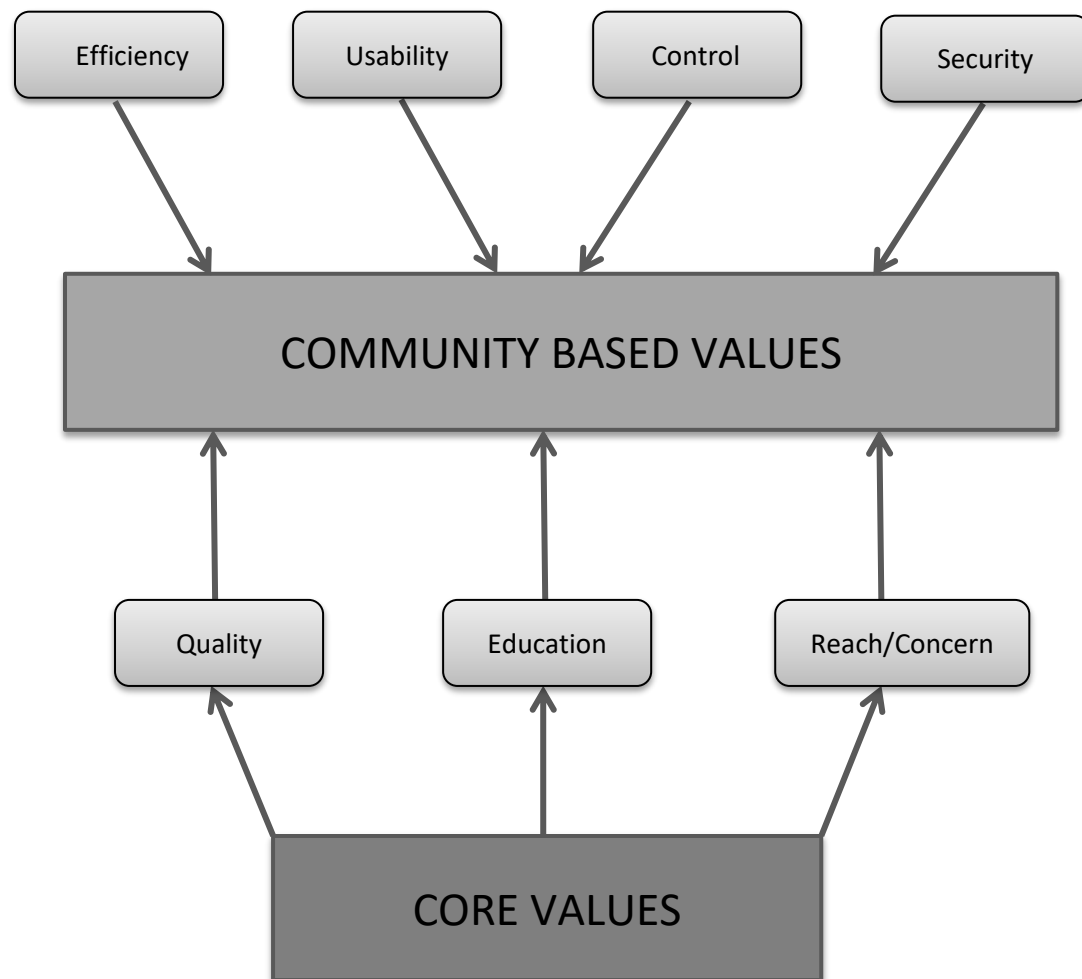 Efficiency
Usability
Control
Security
COMMUNITY BASED VALUES
Quality
Education
Reach/Concern
CORE VALUES